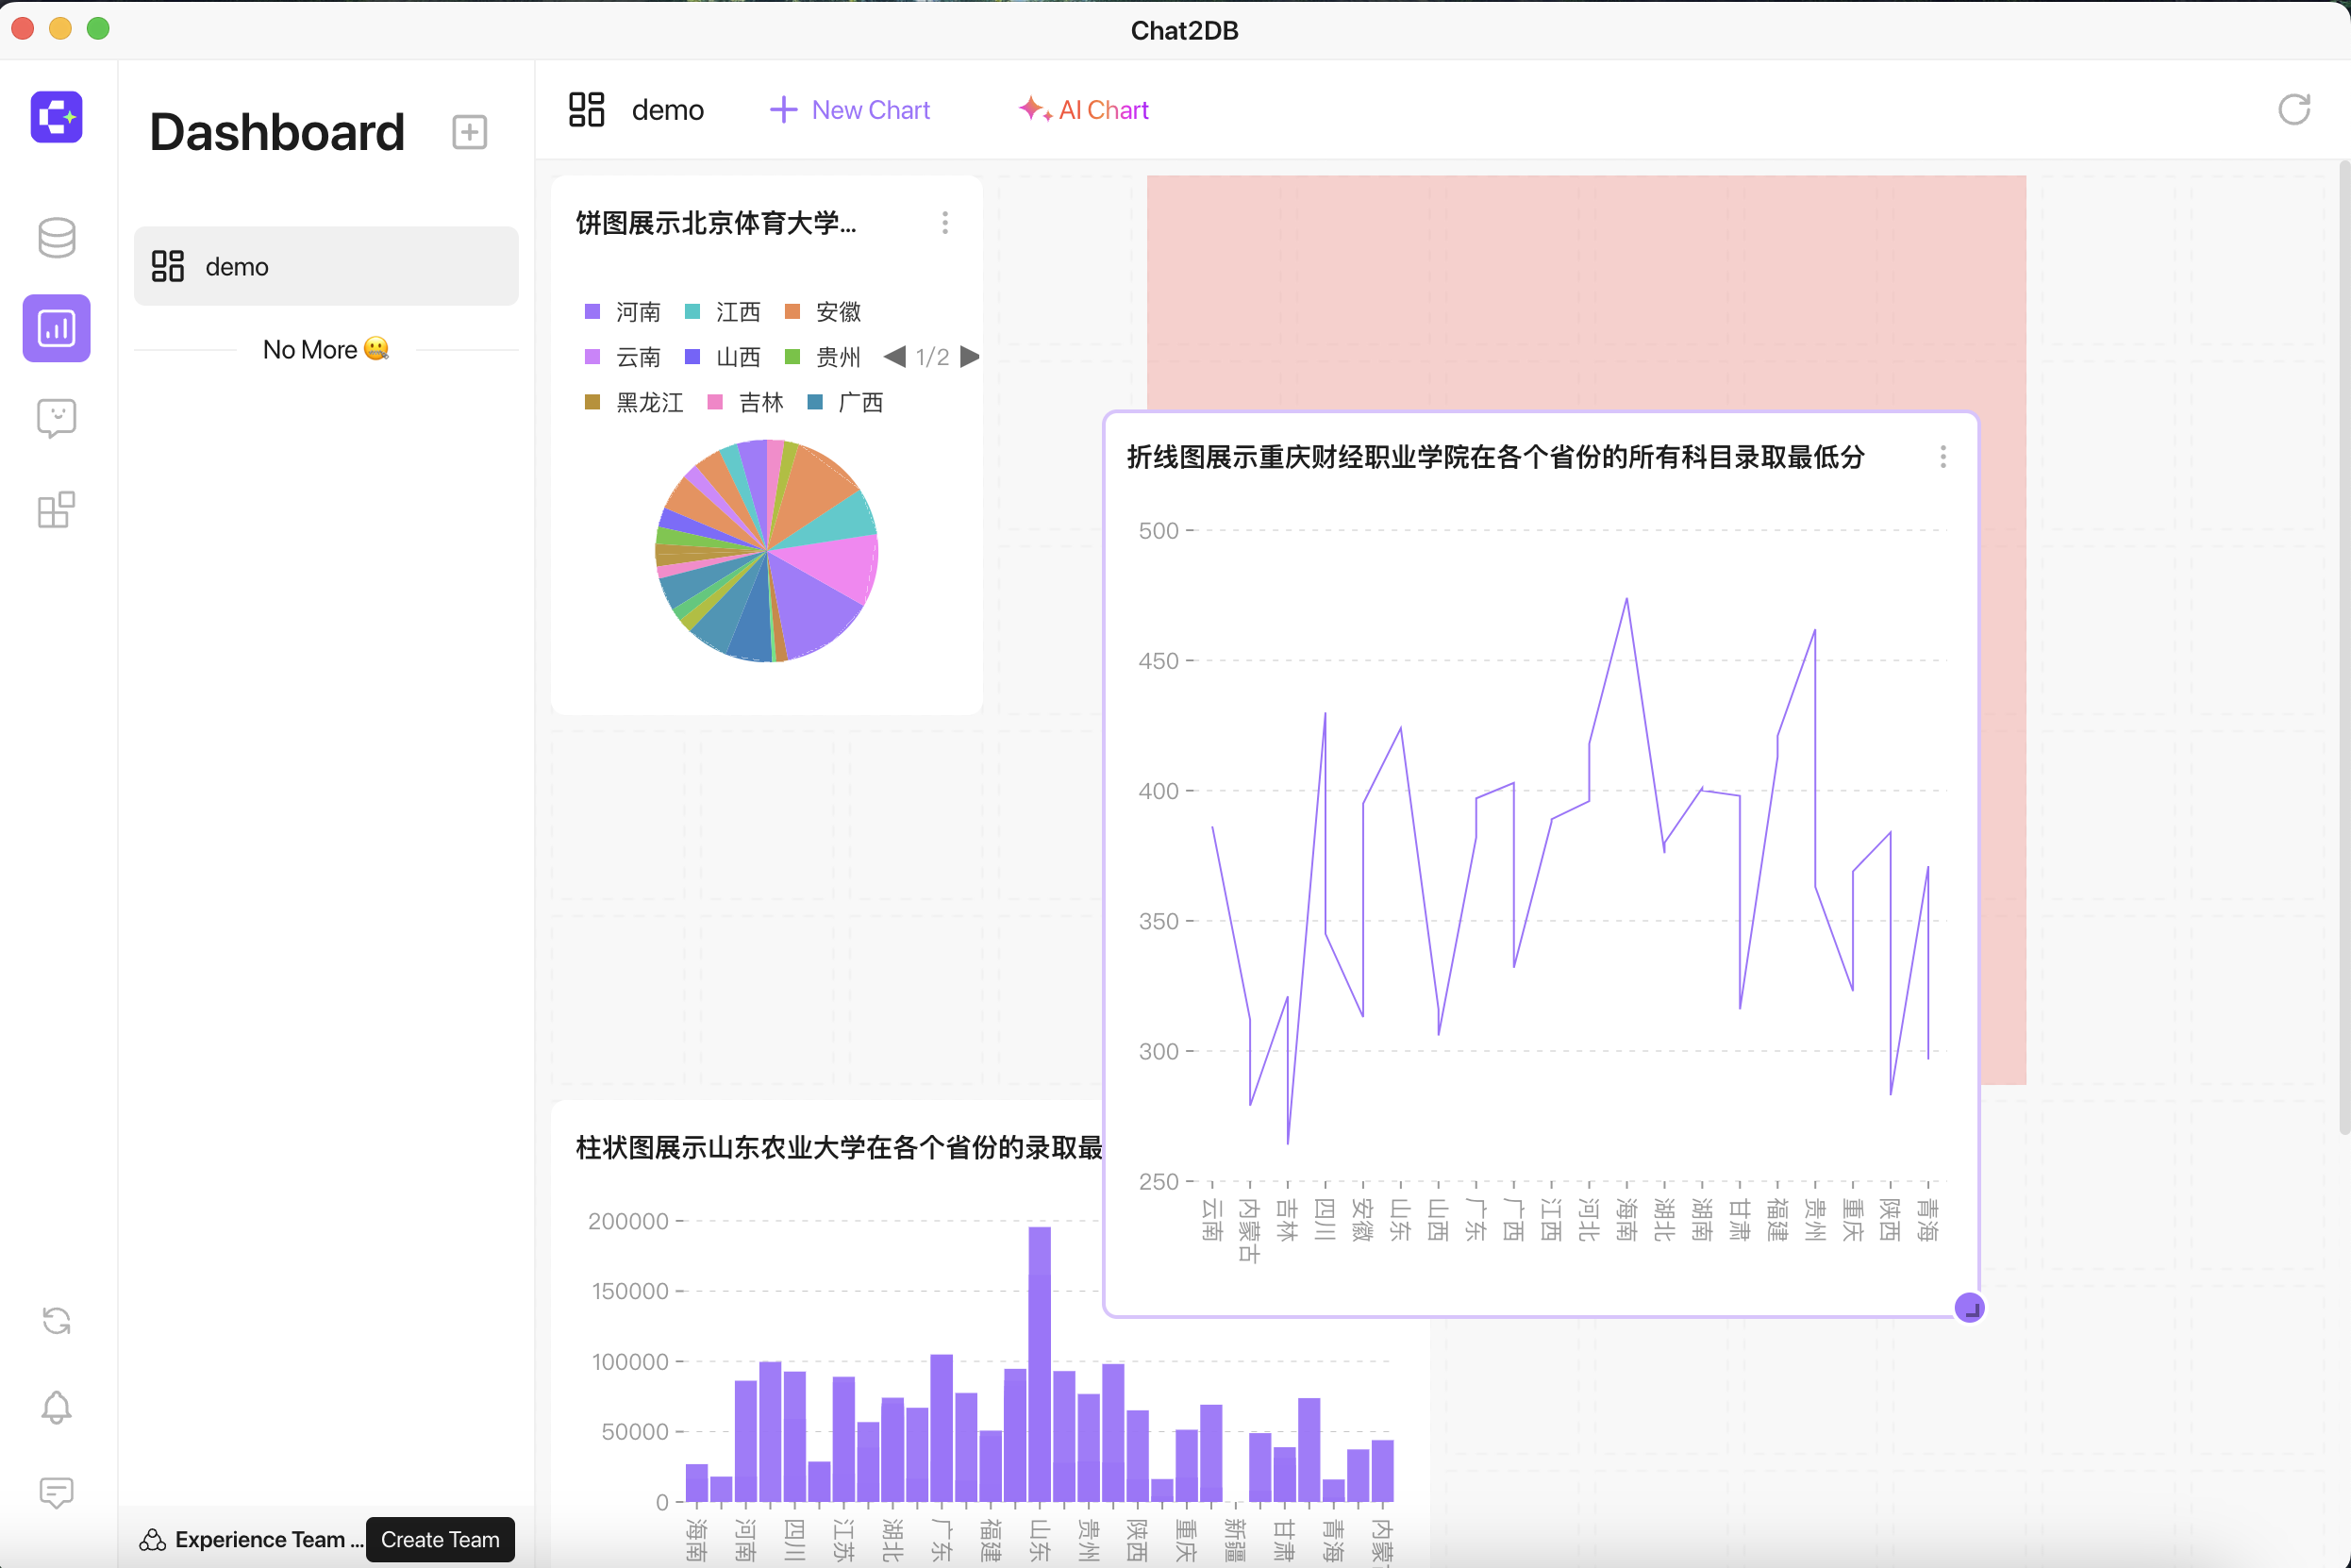 Chat2DB
Dashboard
demo
No More
Experience Team ...
Create Team
demo
New Chart
AI Chart
饼图展示北京体育大学...
河南 江西 安徽
云南 山西 贵州 1/2
黑龙江 吉林 广西
折线图展示重庆财经职业学院在各个省份的所有科目录取最低分
500
450
400
350
300
250
云南 内蒙古 吉林 四川 安徽 山东 山西 广东 广西 江西 河北 海南 湖北 湖南 甘肃 福建 贵州 重庆 陕西 青海
柱状图展示山东农业大学在各个省份的录取最
200000
150000
100000
50000
0
海南 河南 四川 江苏 湖北 广东 福建 山东 贵州 陕西 重庆 新疆 甘肃 青海 内蒙